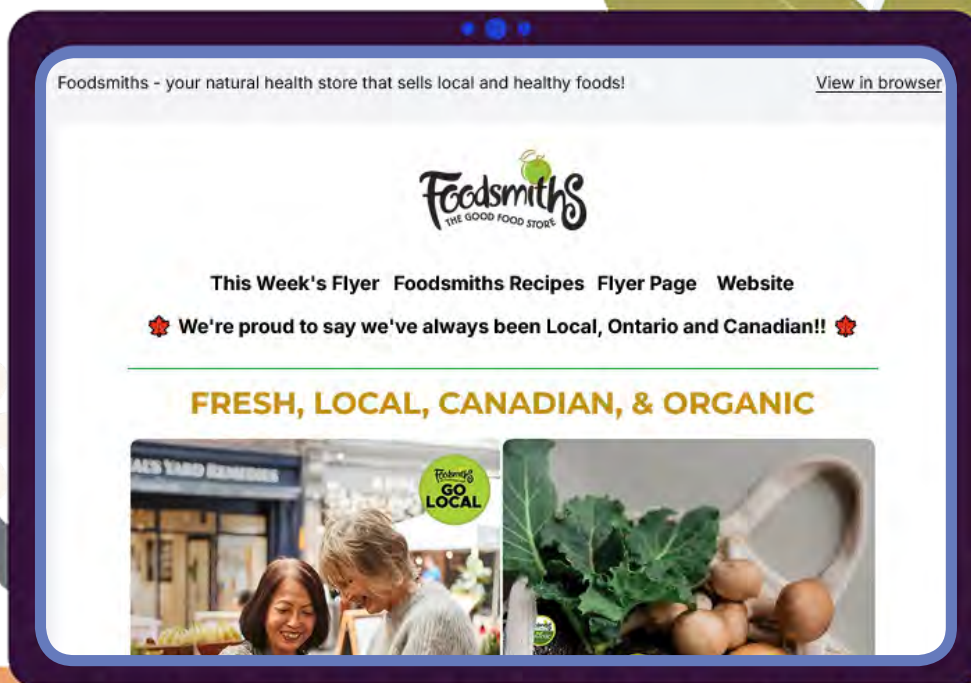 Foodsmiths - your natural health store that sells local and healthy foods!
View in browser
Foodsmiths
THE GOOD FOOD STORE
This Week's Flyer Foodsmiths Recipes Flyer Page Website
We're proud to say we've always been Local, Ontario and Canadian!!
FRESH, LOCAL, CANADIAN, & ORGANIC
YARD REMEDIES
Foodsmiths
GO
LOCAL